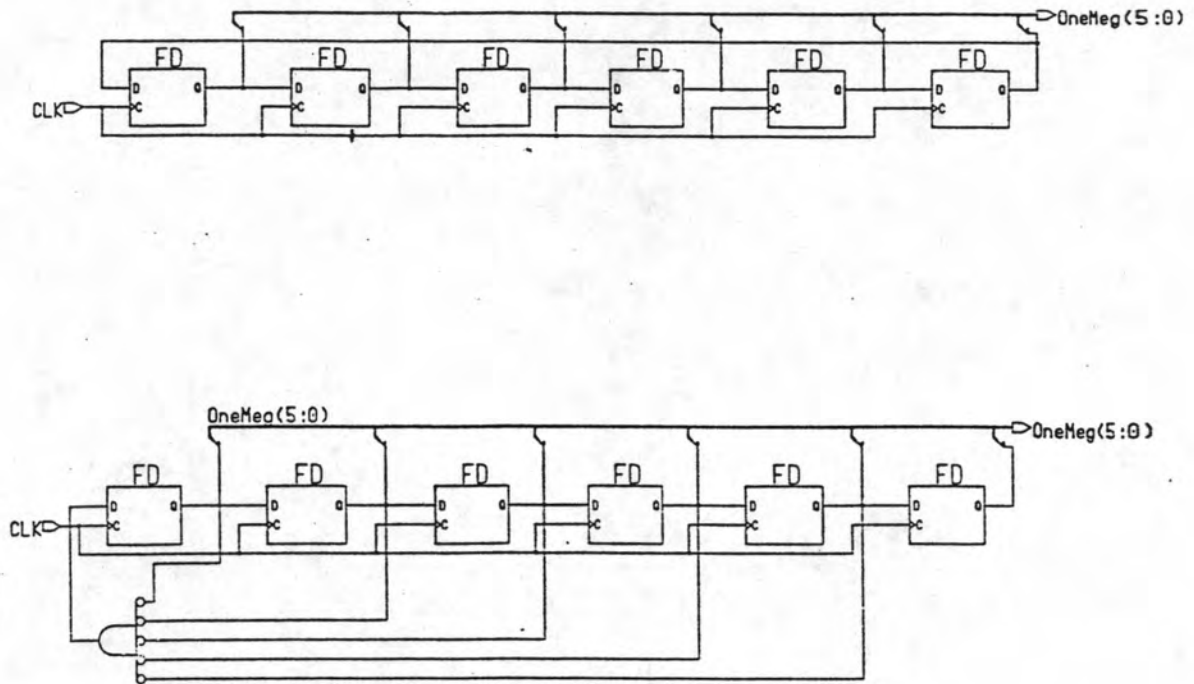 OneMeg(5:0)
FD FD FD FD FD FD
D Q D Q D Q D Q D Q D Q
CLK C C C C C C
OneMeg(5:0) OneMeg(5:0)
FD FD FD FD FD FD
D Q D Q D Q D Q D Q D Q
CLK C C C C C C